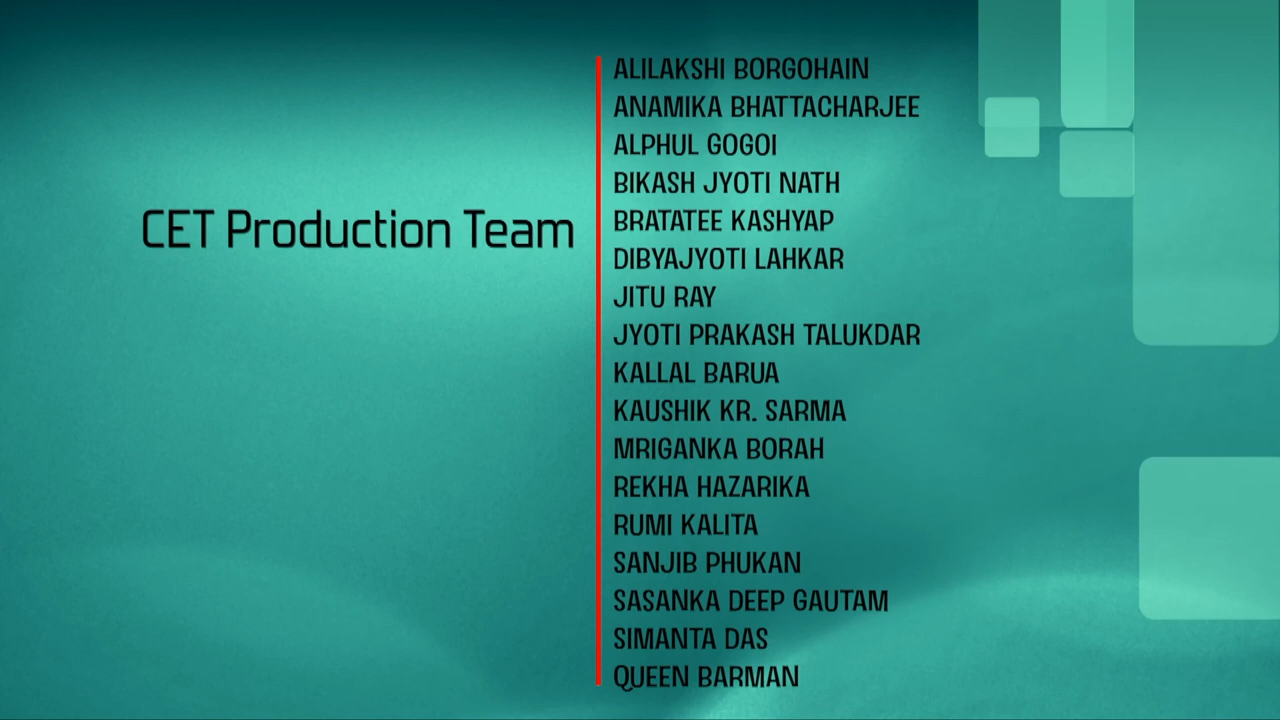 CET Production Team
ALILAKSHI BORGOHAIN
ANAMIKA BHATTACHARJEE
ALPHUL GOGOI
BIKASH JYOTI NATH
BRATATEE KASHYAP
DIBYAJYOTI LAHKAR
JITU RAY
JYOTI PRAKASH TALUKDAR
KALLAL BARUA
KAUSHIK KR. SARMA
MRIGANKA BORAH
REKHA HAZARIKA
RUMI KALITA
SANJIB PHUKAN
SASANKA DEEP GAUTAM
SIMANTA DAS
QUEEN BARMAN